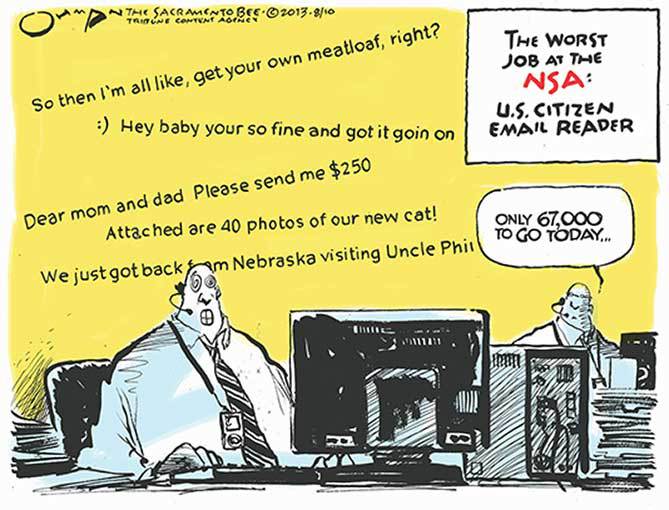 OHMAN THE SACRAMENTO BEE·©2013·8/10
TRIBUNE CONTENT AGENCY
THE WORST
JOB AT THE
NSA:
U.S. CITIZEN
EMAIL READER
So then I'm all like, get your own meatloaf, right?
:) Hey baby your so fine and got it goin on
Dear mom and dad Please send me $250
Attached are 40 photos of our new cat!
We just got back from Nebraska visiting Uncle Phil
ONLY 67,000
TO GO TODAY...